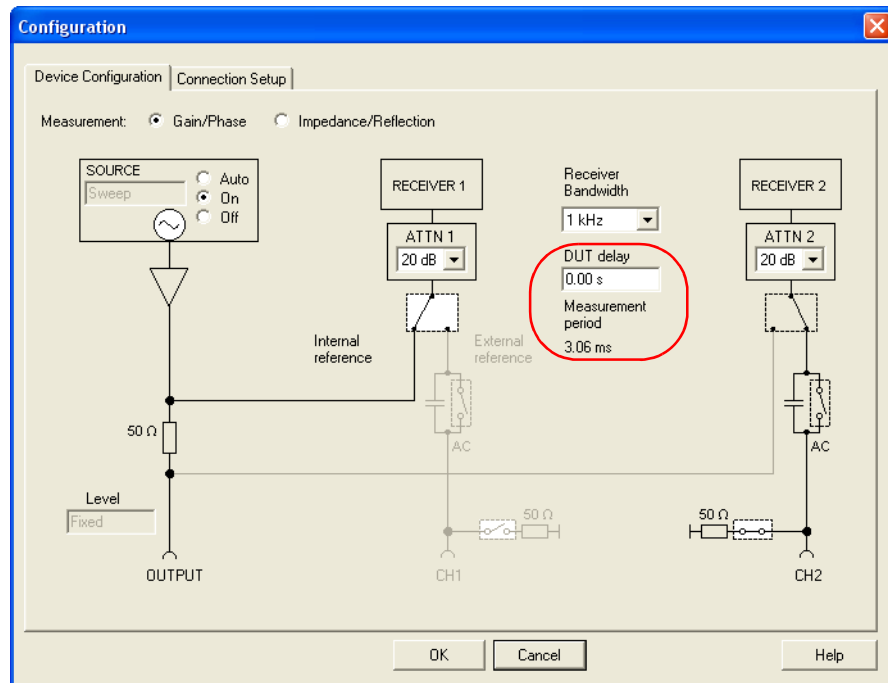 Configuration
Device Configuration
Connection Setup
Measurement:
Gain/Phase
Impedance/Reflection
SOURCE
Sweep
Auto
On
Off
RECEIVER 1
ATTN 1
20 dB
Receiver
Bandwidth
1 kHz
DUT delay
0.00 s
Measurement
period
3.06 ms
RECEIVER 2
ATTN 2
20 dB
Internal
reference
External
reference
50 Ω
AC
AC
Level
Fixed
50 Ω
50 Ω
OUTPUT
CH1
CH2
OK
Cancel
Help